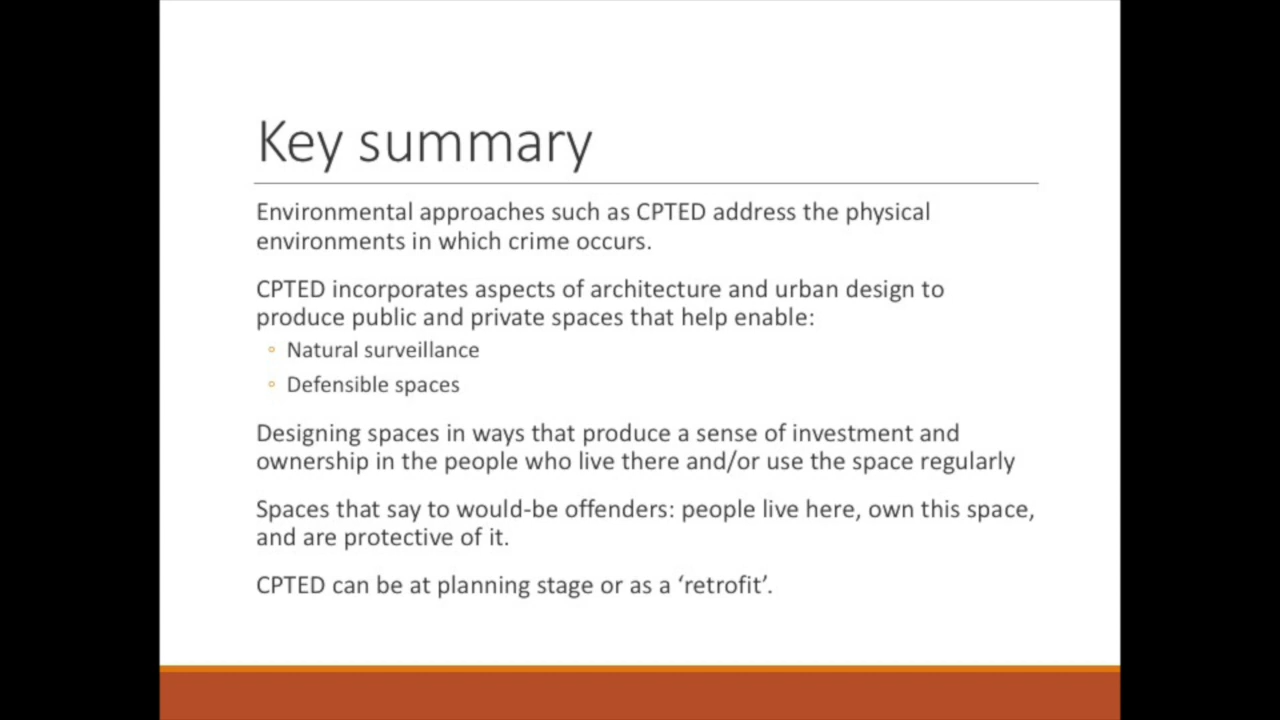 Key summary
Environmental approaches such as CPTED address the physical
environments in which crime occurs.
CPTED incorporates aspects of architecture and urban design to
produce public and private spaces that help enable:
◦ Natural surveillance
◦ Defensible spaces
Designing spaces in ways that produce a sense of investment and
ownership in the people who live there and/or use the space regularly
Spaces that say to would-be offenders: people live here, own this space,
and are protective of it.
CPTED can be at planning stage or as a ‘retrofit’.